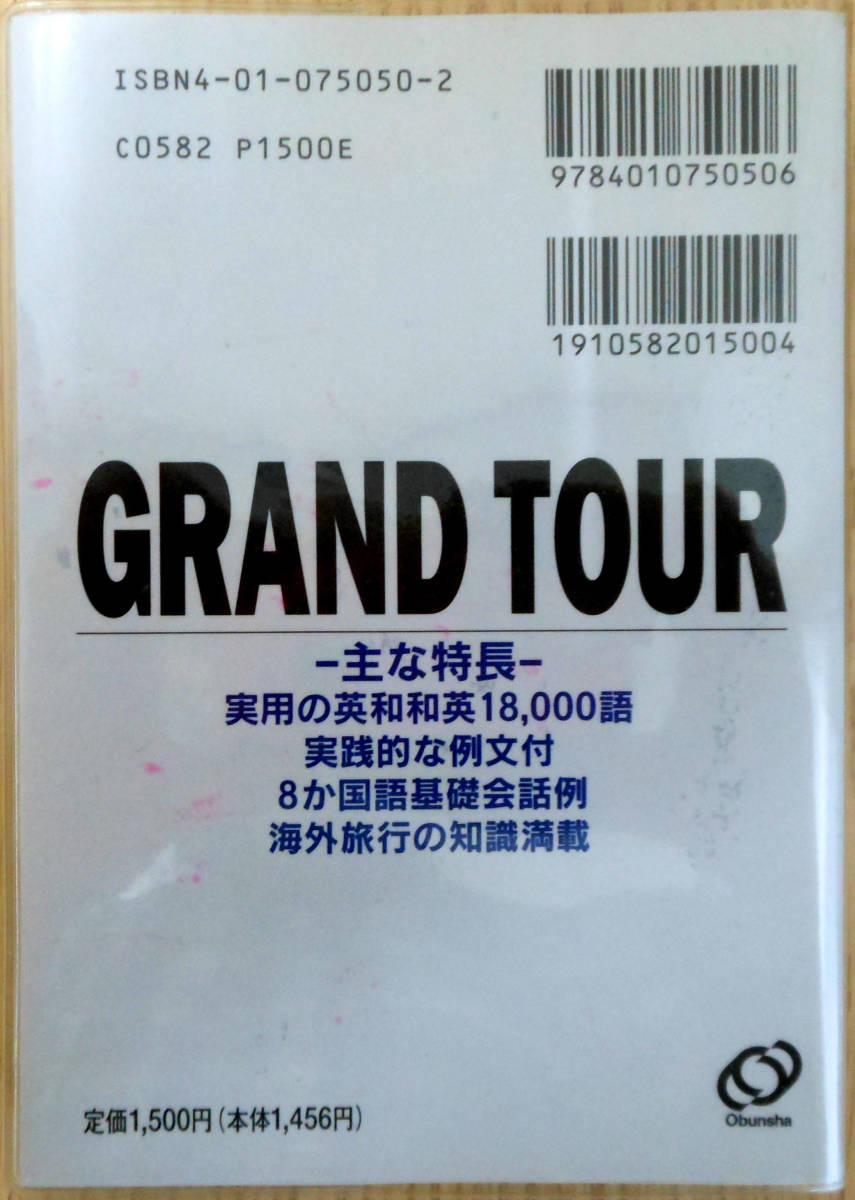 ISBN4-01-075050-2
C0582 P1500E
9784010750506
1910582015004
GRAND TOUR
–主な特長–
実用の英和和英18,000語
実践的な例文付
8か国語基礎会話例
海外旅行の知識満載
定価1,500円(本体1,456円)
Obunsha